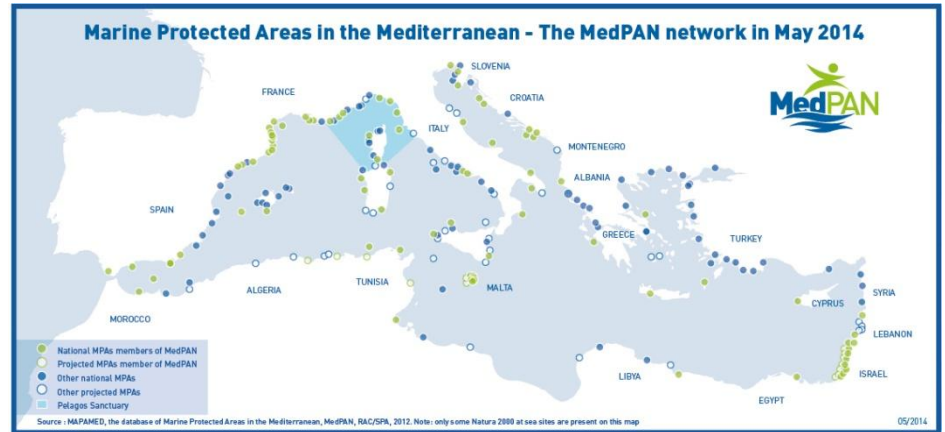 Marine Protected Areas in the Mediterranean - The MedPAN network in May 2014
MedPAN
SLOVENIA
FRANCE
CROATIA
ITALY
MONTENEGRO
ALBANIA
SPAIN
GREECE
TURKEY
ALGERIA
TUNISIA
MALTA
CYPRUS
SYRIA
MOROCCO
LEBANON
LIBYA
ISRAEL
EGYPT
National MPAs members of MedPAN
Projected MPAs member of MedPAN
Other national MPAs
Other projected MPAs
Pelagos Sanctuary
Source : MAPAMED, the database of Marine Protected Areas in the Mediterranean, MedPAN, RAC/SPA, 2012. Note: only some Natura 2000 at sea sites are present on this map
05/2014